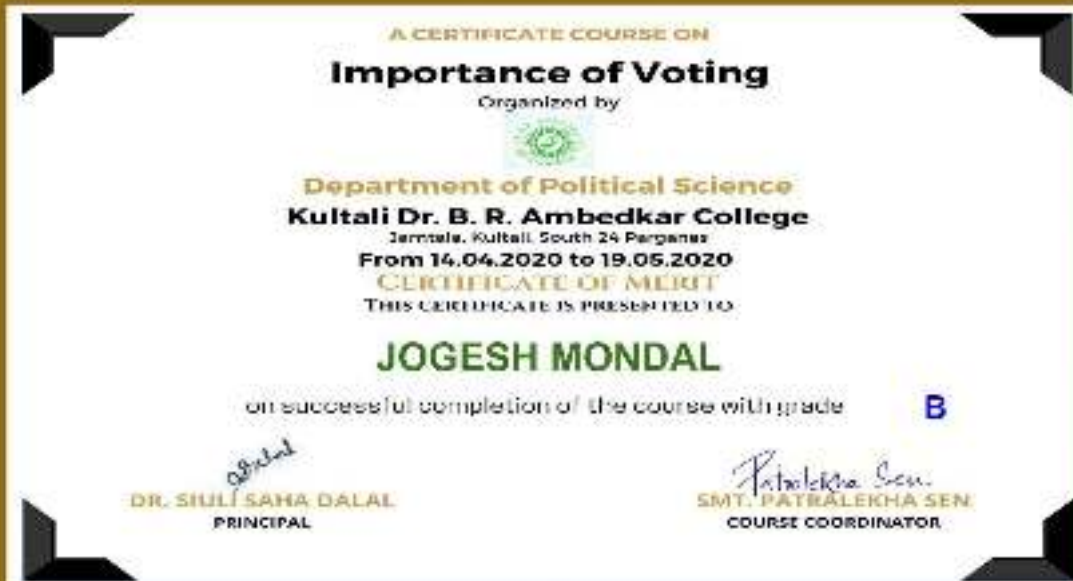 A CERTIFICATE COURSE ON
Importance of Voting
Organized by
Department of Political Science
Kultali Dr. B. R. Ambedkar College
Jamtala, Kultali, South 24 Parganas
From 14.04.2020 to 19.05.2020
CERTIFICATE OF MERIT
THIS CERTIFICATE IS PRESENTED TO
JOGESH MONDAL
on successful completion of the course with grade B
Patralekha Sen.
DR. SIULI SAHA DALAL
SMT. PATRALEKHA SEN
PRINCIPAL
COURSE COORDINATOR